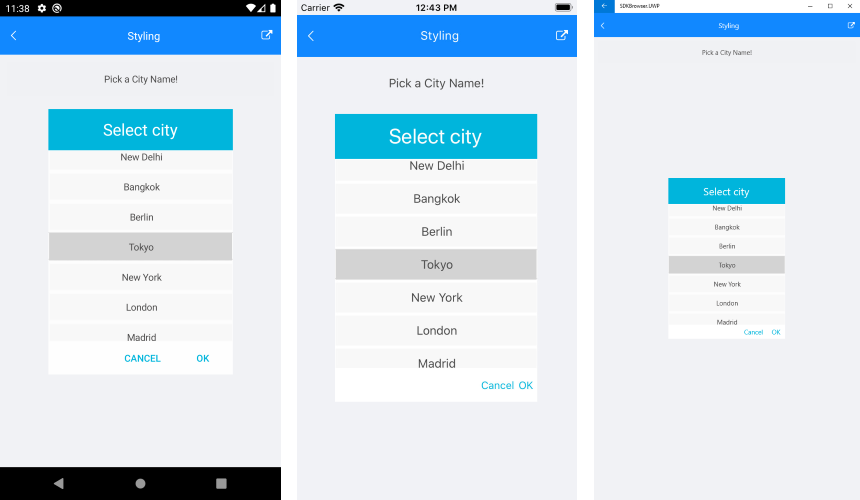 11:38
Styling
Pick a City Name!
Select city
New Delhi
Bangkok
Berlin
Tokyo
New York
London
Madrid
CANCEL OK
Carrier 12:43 PM
Styling
Pick a City Name!
Select city
New Delhi
Bangkok
Berlin
Tokyo
New York
London
Madrid
Cancel OK
SDKBrowser.UWP
Styling
Pick a City Name!
Select city
New Delhi
Bangkok
Berlin
Tokyo
New York
London
Madrid
Cancel OK